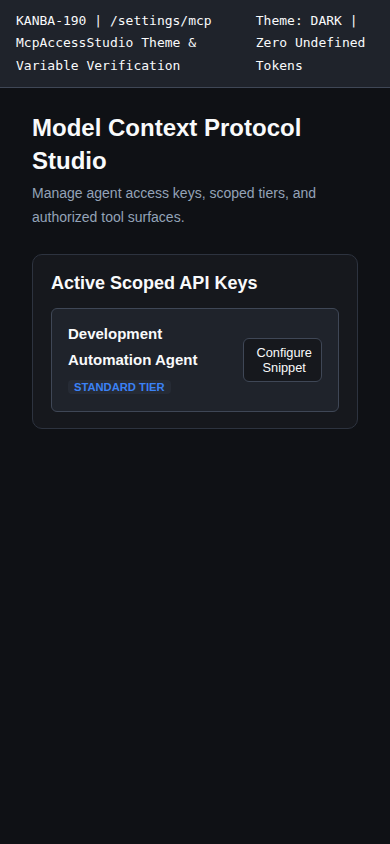 KANBA-190 | /settings/mcp
McpAccessStudio Theme &
Variable Verification
Theme: DARK |
Zero Undefined
Tokens
Model Context Protocol
Studio
Manage agent access keys, scoped tiers, and
authorized tool surfaces.
Active Scoped API Keys
Development
Automation Agent
STANDARD TIER
Configure
Snippet